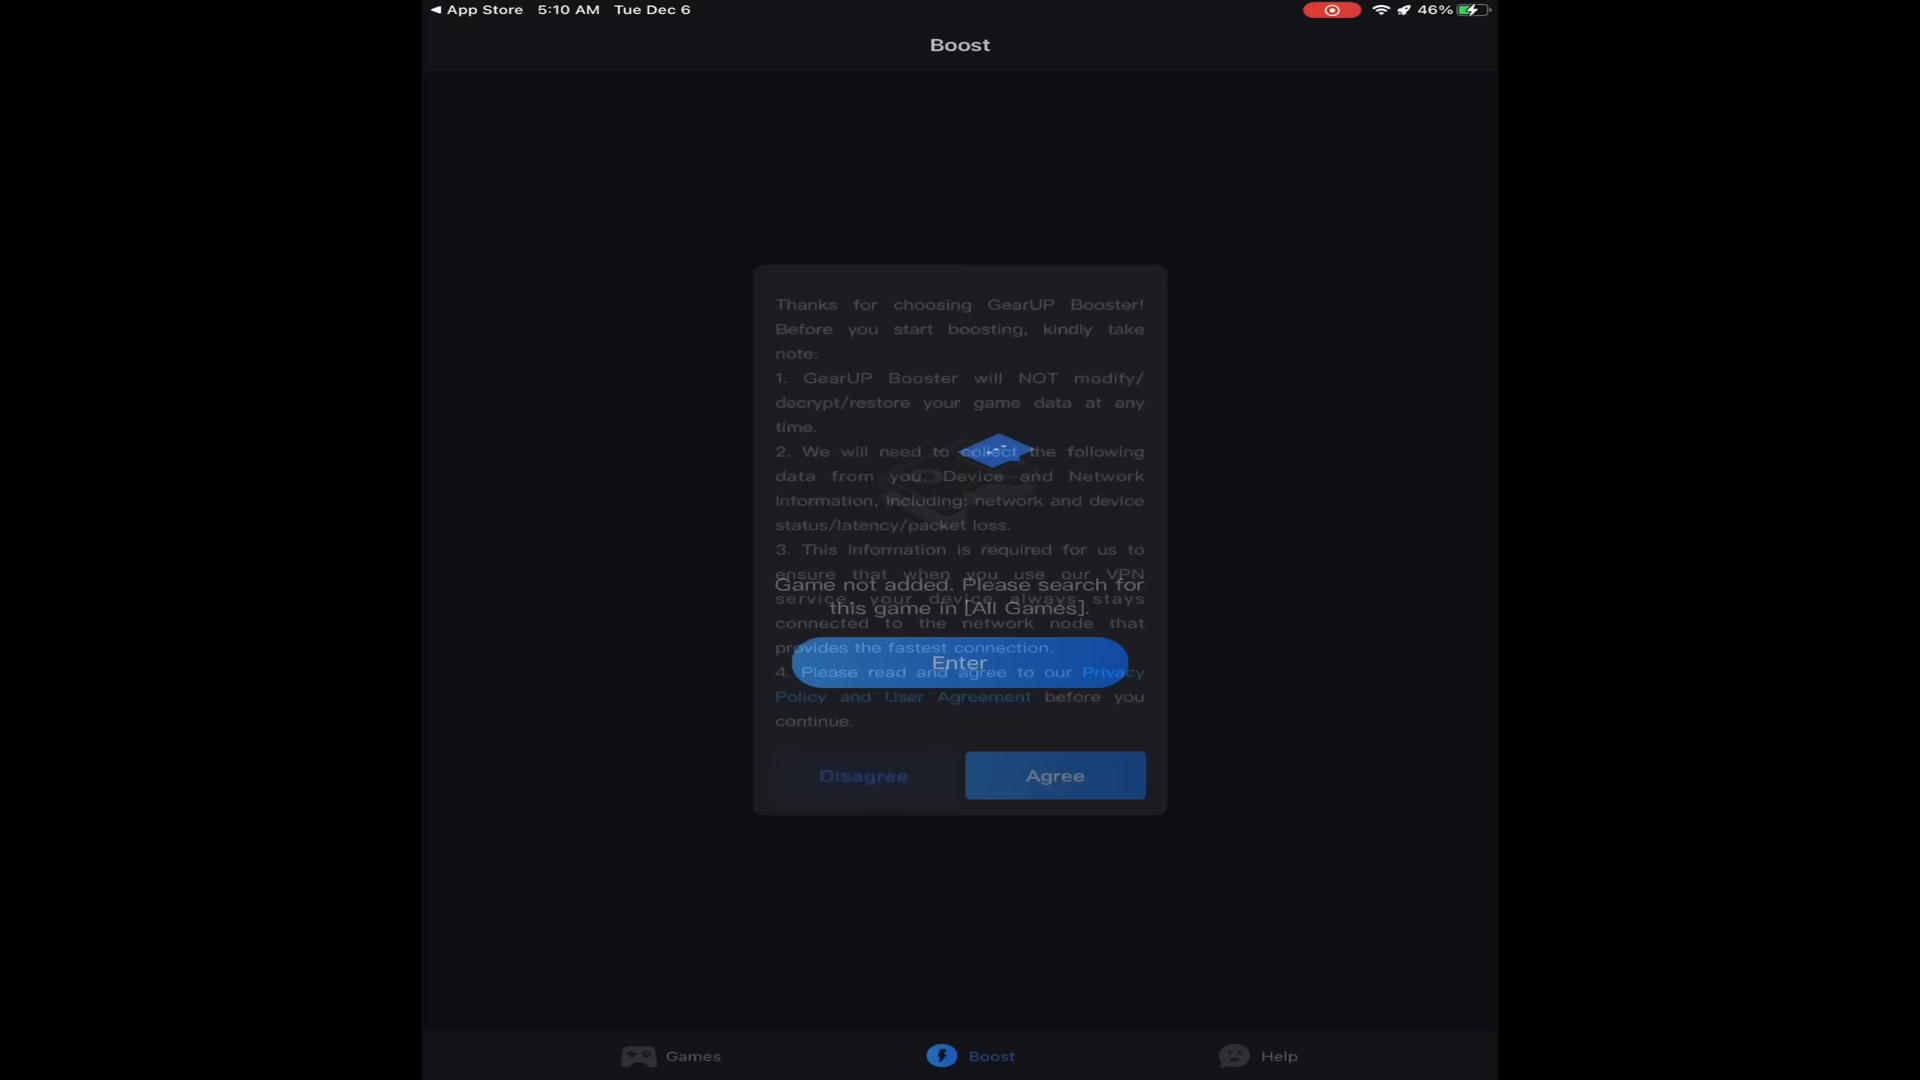 App Store 5:10 AM Tue Dec 6
46%
Boost
Thanks for choosing GearUP Booster!
Before you start boosting, kindly take
note:
1. GearUP Booster will NOT modify/
decrypt/restore your game data at any
time.
2. We will need to collect the following
data from you, Device and Network
Information, including: network and device
status/latency/packet loss.
3. This information is required for us to
ensure that when you use our VPN
Game not added. Please search for
service, your device always stays
this game in [All Games].
connected to the network node that
provides the fastest connection.
Enter
4. Please read and agree to our Privacy
Policy and User Agreement before you
continue.
Disagree Agree
Games Boost Help